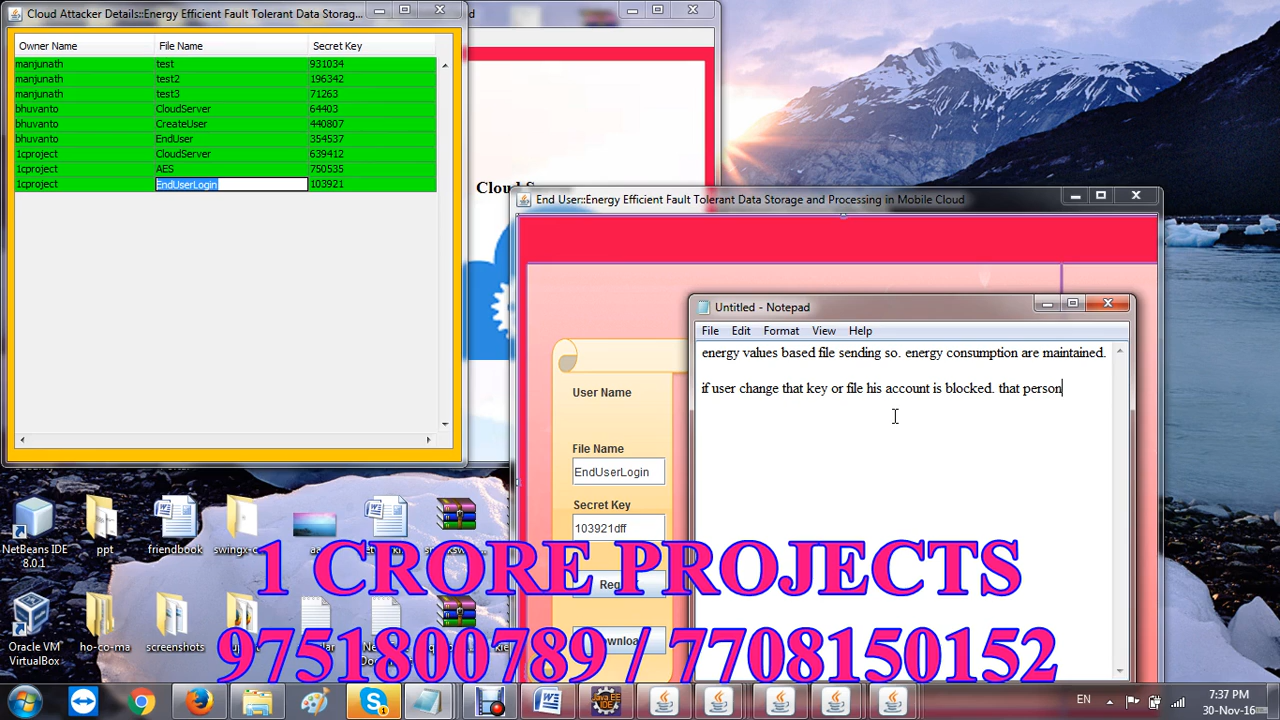 Cloud Attacker Details::Energy Efficient Fault Tolerant Data Storag...
Owner Name File Name Secret Key
manjunath test 931034
manjunath test2 196342
manjunath test3 71263
bhuvanto CloudServer 64403
bhuvanto CreateUser 440807
bhuvanto EndUser 354537
1cproject CloudServer 639412
1cproject AES 750535
1cproject EndUserLogin 103921
Cloud
End User::Energy Efficient Fault Tolerant Data Storage and Processing in Mobile Cloud
User Name
File Name
EndUserLogin
Secret Key
103921dff
Untitled - Notepad
File Edit Format View Help
energy values based file sending so. energy consumption are maintained.
if user change that key or file his account is blocked. that person
NetBeans IDE
8.0.1
ppt
friendbook
Oracle VM
VirtualBox
ho-co-ma
screenshots
1 CRORE PROJECTS
9751800789 / 7708150152
EN
7:37 PM
30-Nov-16